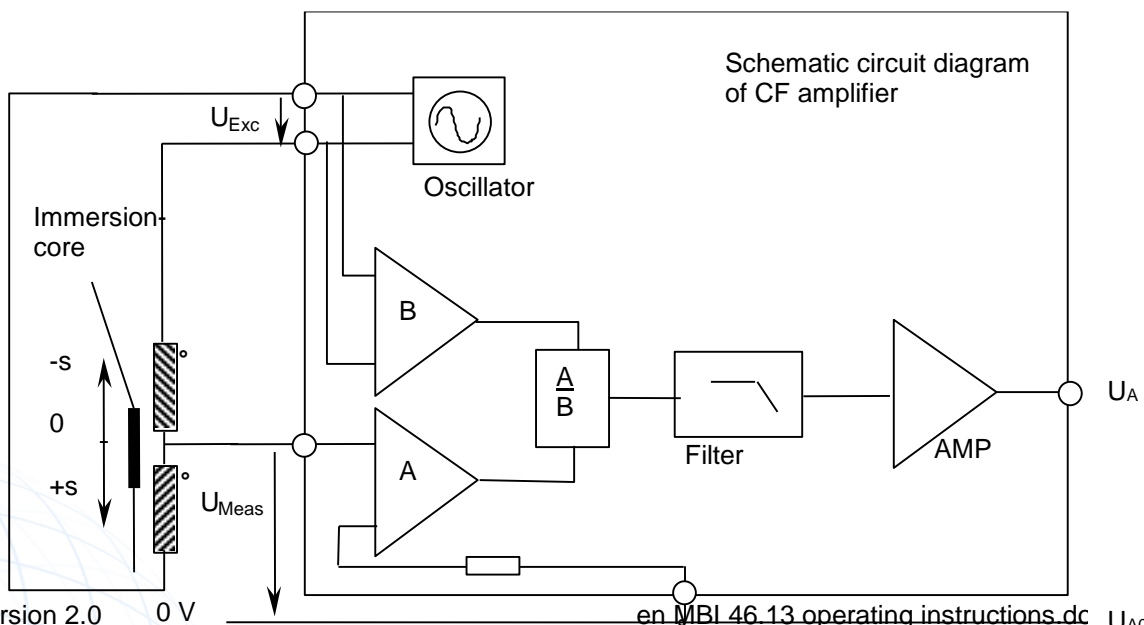 Schematic circuit diagram
of CF amplifier
U_Exc
Oscillator
Immersion-
core
B
-s
A
B
0
U_A
Filter
AMP
A
+s
U_Meas
rsion 2.0
0 V
en MBI 46.13 operating instructions.dc